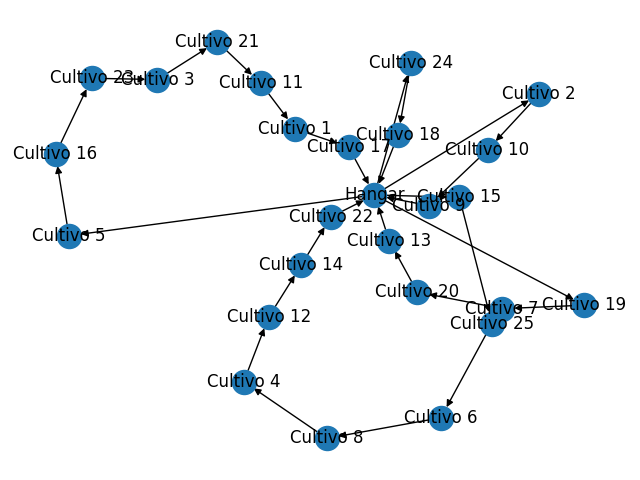 Cultivo 21
Cultivo 24
Cultivo 23
Cultivo 3
Cultivo 11
Cultivo 2
Cultivo 1
Cultivo 18
Cultivo 17
Cultivo 10
Cultivo 16
Hangar
Cultivo 15
Cultivo 9
Cultivo 22
Cultivo 5
Cultivo 13
Cultivo 14
Cultivo 20
Cultivo 19
Cultivo 7
Cultivo 12
Cultivo 25
Cultivo 4
Cultivo 6
Cultivo 8